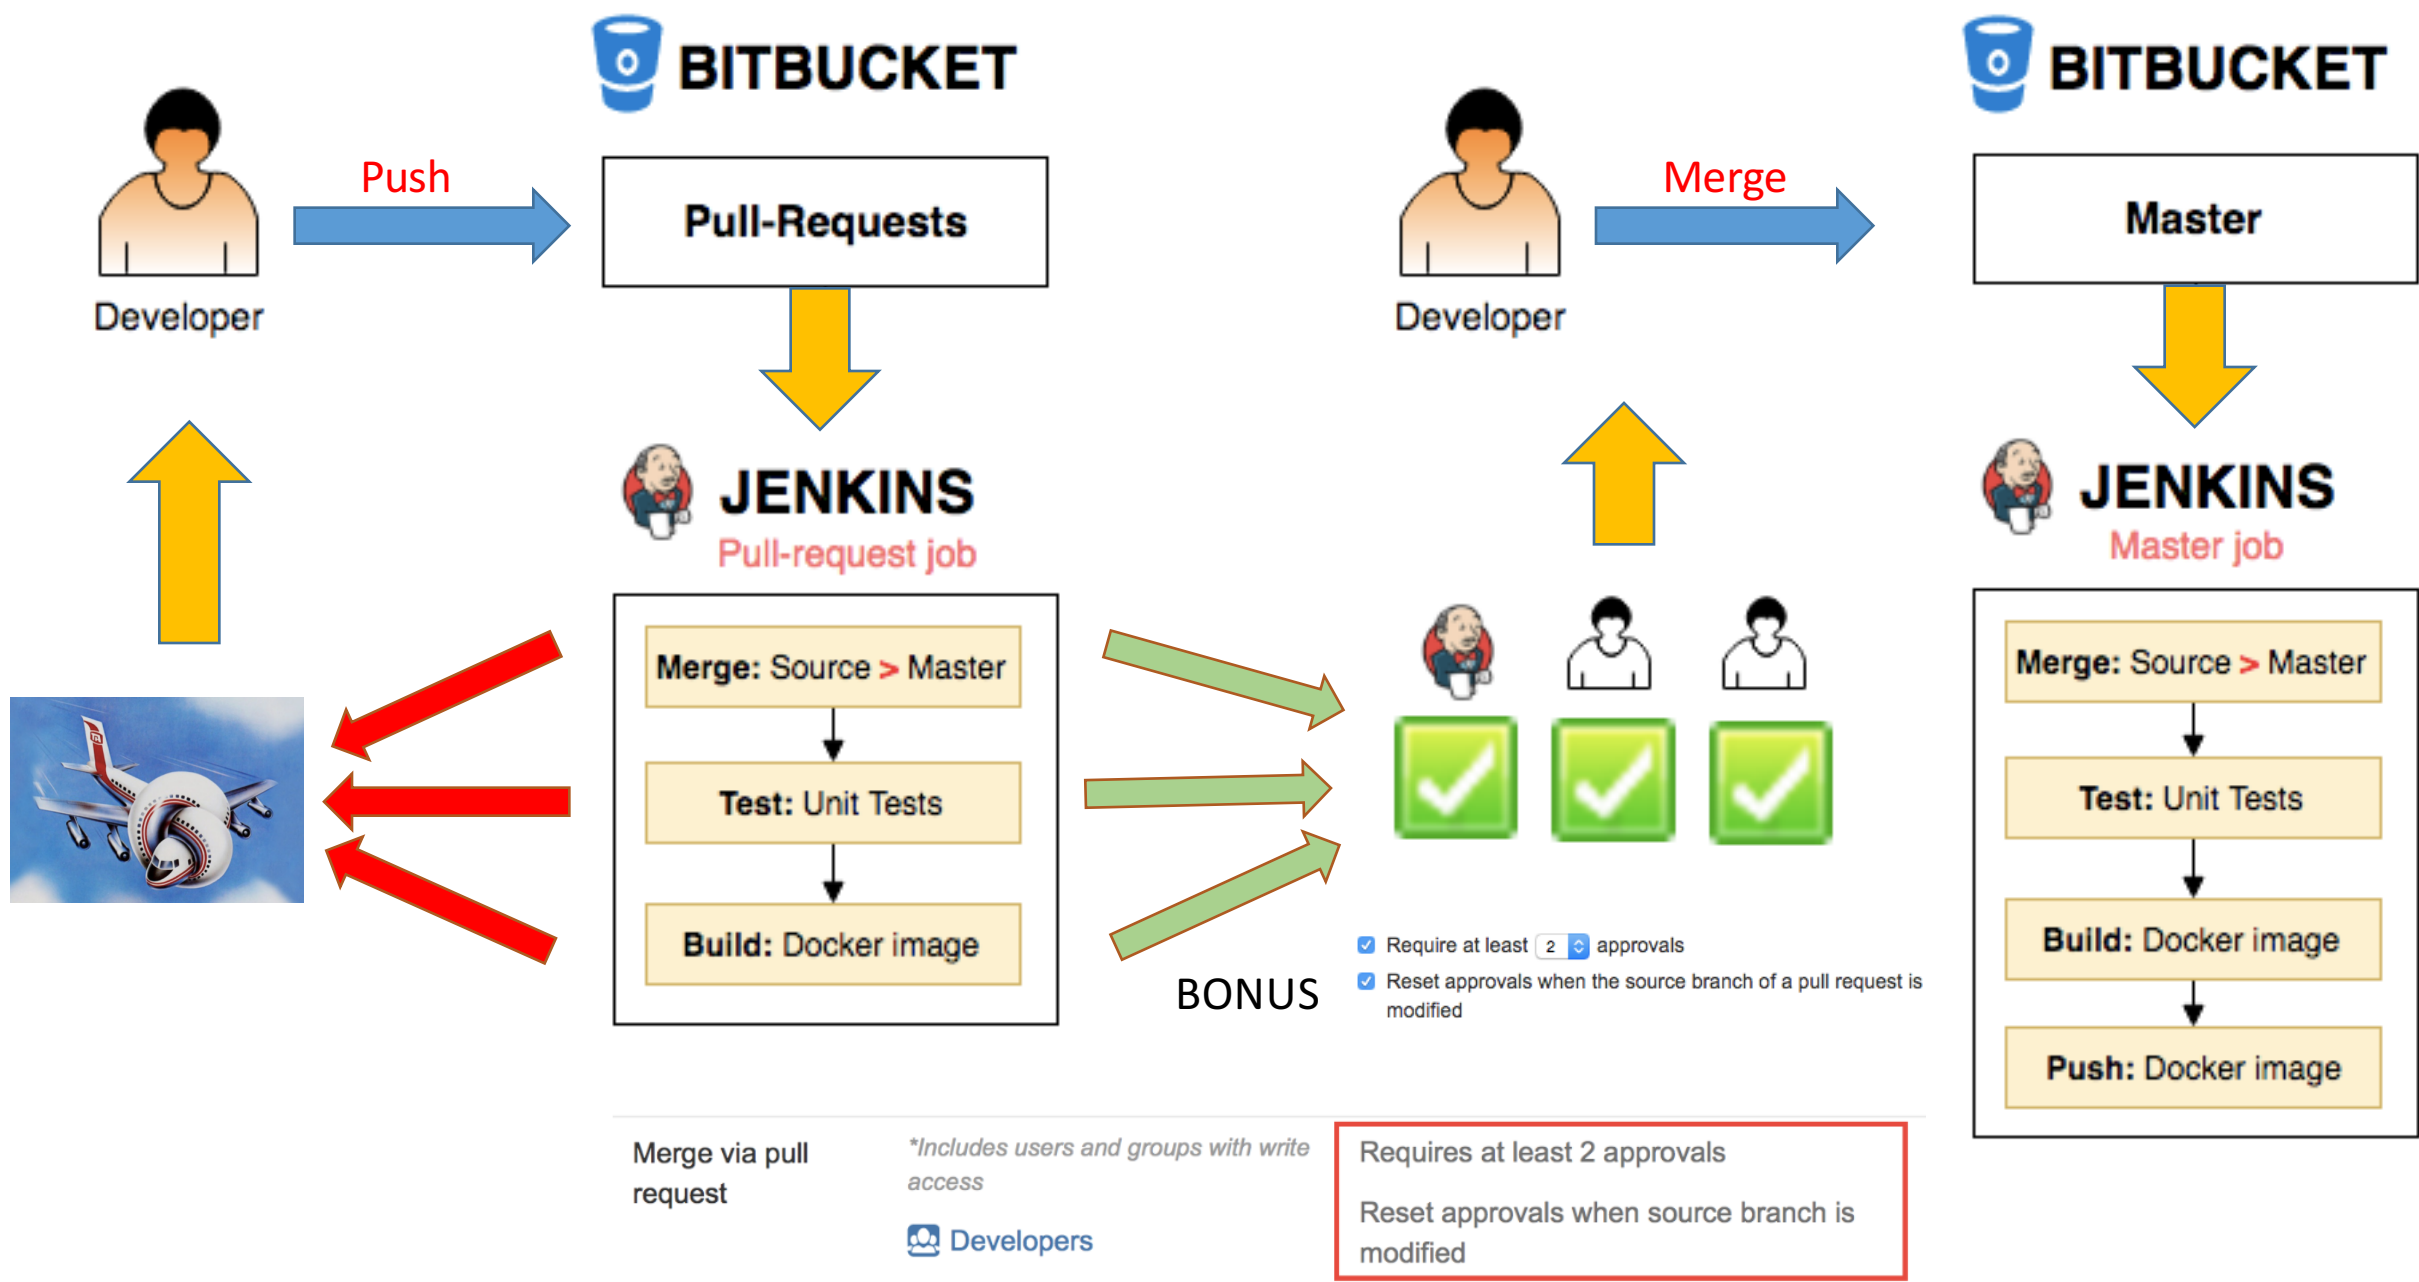 BITBUCKET
Push
Pull-Requests
Developer
JENKINS
Pull-request job
Merge: Source > Master
Test: Unit Tests
Build: Docker image
BONUS
Require at least 2 approvals
Reset approvals when the source branch of a pull request is
modified
Developer
Merge
BITBUCKET
Master
JENKINS
Master job
Merge: Source > Master
Test: Unit Tests
Build: Docker image
Push: Docker image
Merge via pull
request
*Includes users and groups with write
access
Developers
Requires at least 2 approvals
Reset approvals when source branch is
modified